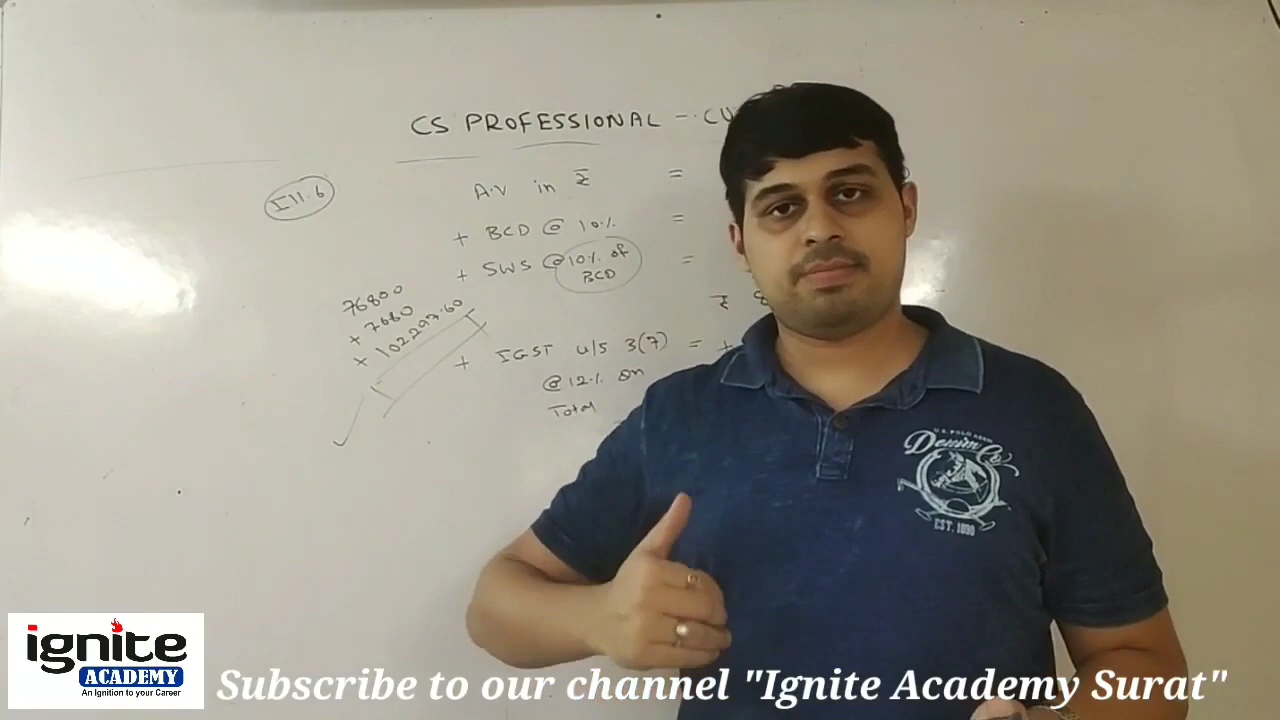 CS PROFESSIONAL - CU
Ill.6
A.V in ₹ =
+ BCD @ 10% =
+ SWS @ 10% of BCD =
₹ 8
76800
+ 7680
+ 102297.60
+ IGST u/s 3(7) = +
@ 12% on
Total
U.S. POLO ASSN.
Denim Co
EST. 1890
ignite
ACADEMY
An Ignition to your Career
Subscribe to our channel "Ignite Academy Surat"